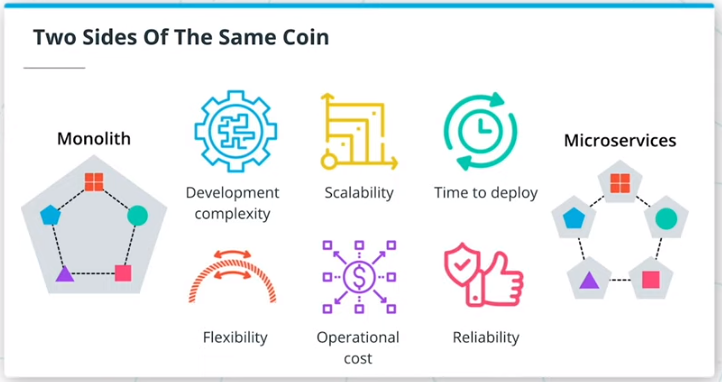 Two Sides Of The Same Coin
Monolith
Microservices
Development
complexity
Scalability
Time to deploy
Flexibility
Operational
cost
Reliability
$